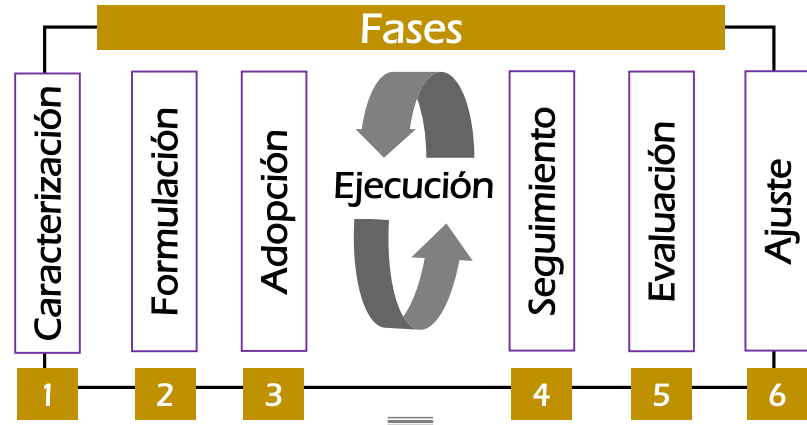 Fases
Caracterización
Formulación
Adopción
Ejecución
Seguimiento
Evaluación
Ajuste
1
2
3
4
5
6